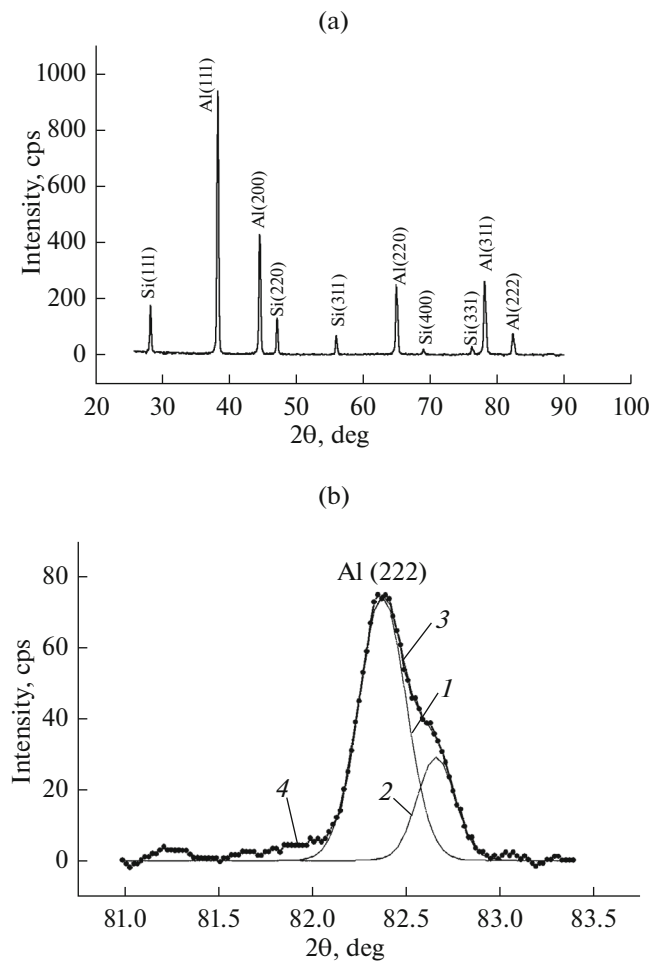 (a)
Intensity, cps
1000
800
600
400
200
0
Si(111)
Al(111)
Al(200)
Si(220)
Si(311)
Al(220)
Si(400)
Si(331)
Al(311)
Al(222)
20 30 40 50 60 70 80 90 100
2θ, deg
(b)
Intensity, cps
80
60
40
20
0
Al (222)
3
1
2
4
81.0 81.5 82.0 82.5 83.0 83.5
2θ, deg